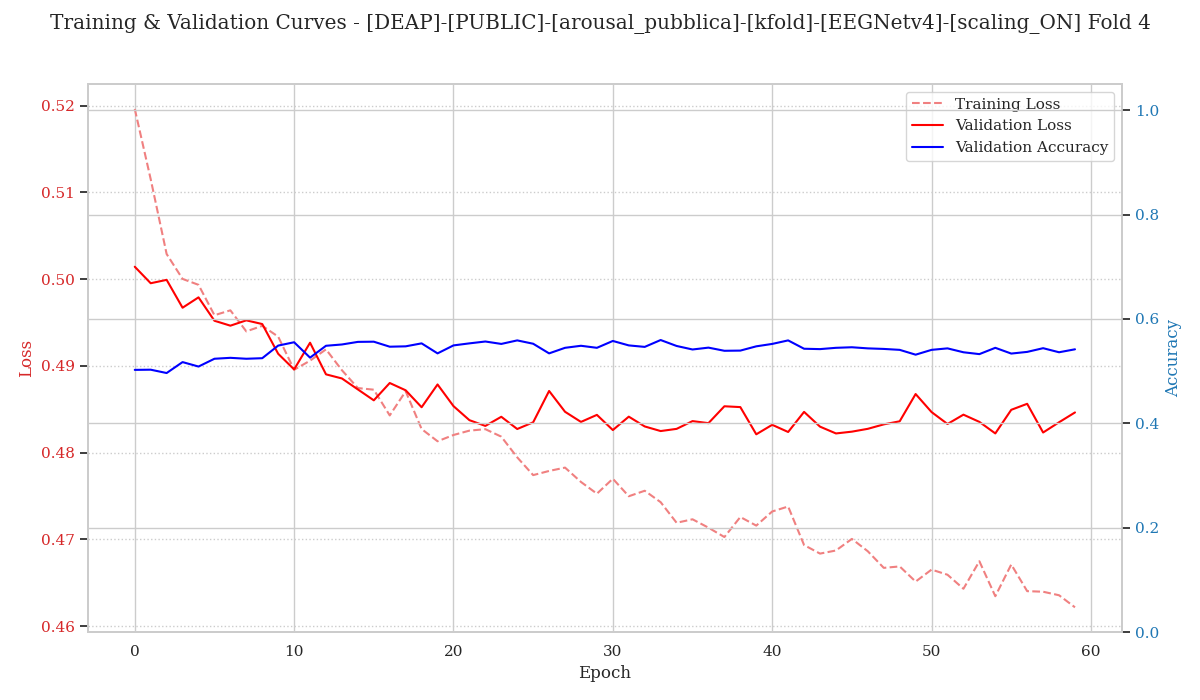 Training & Validation Curves - [DEAP]-[PUBLIC]-[arousal_pubblica]-[kfold]-[EEGNetv4]-[scaling_ON] Fold 4
Training Loss
Validation Loss
Validation Accuracy
Loss
0.52
0.51
0.50
0.49
0.48
0.47
0.46
1.0
0.8
0.6
0.4
0.2
0.0
Accuracy
0 10 20 30 40 50 60
Epoch